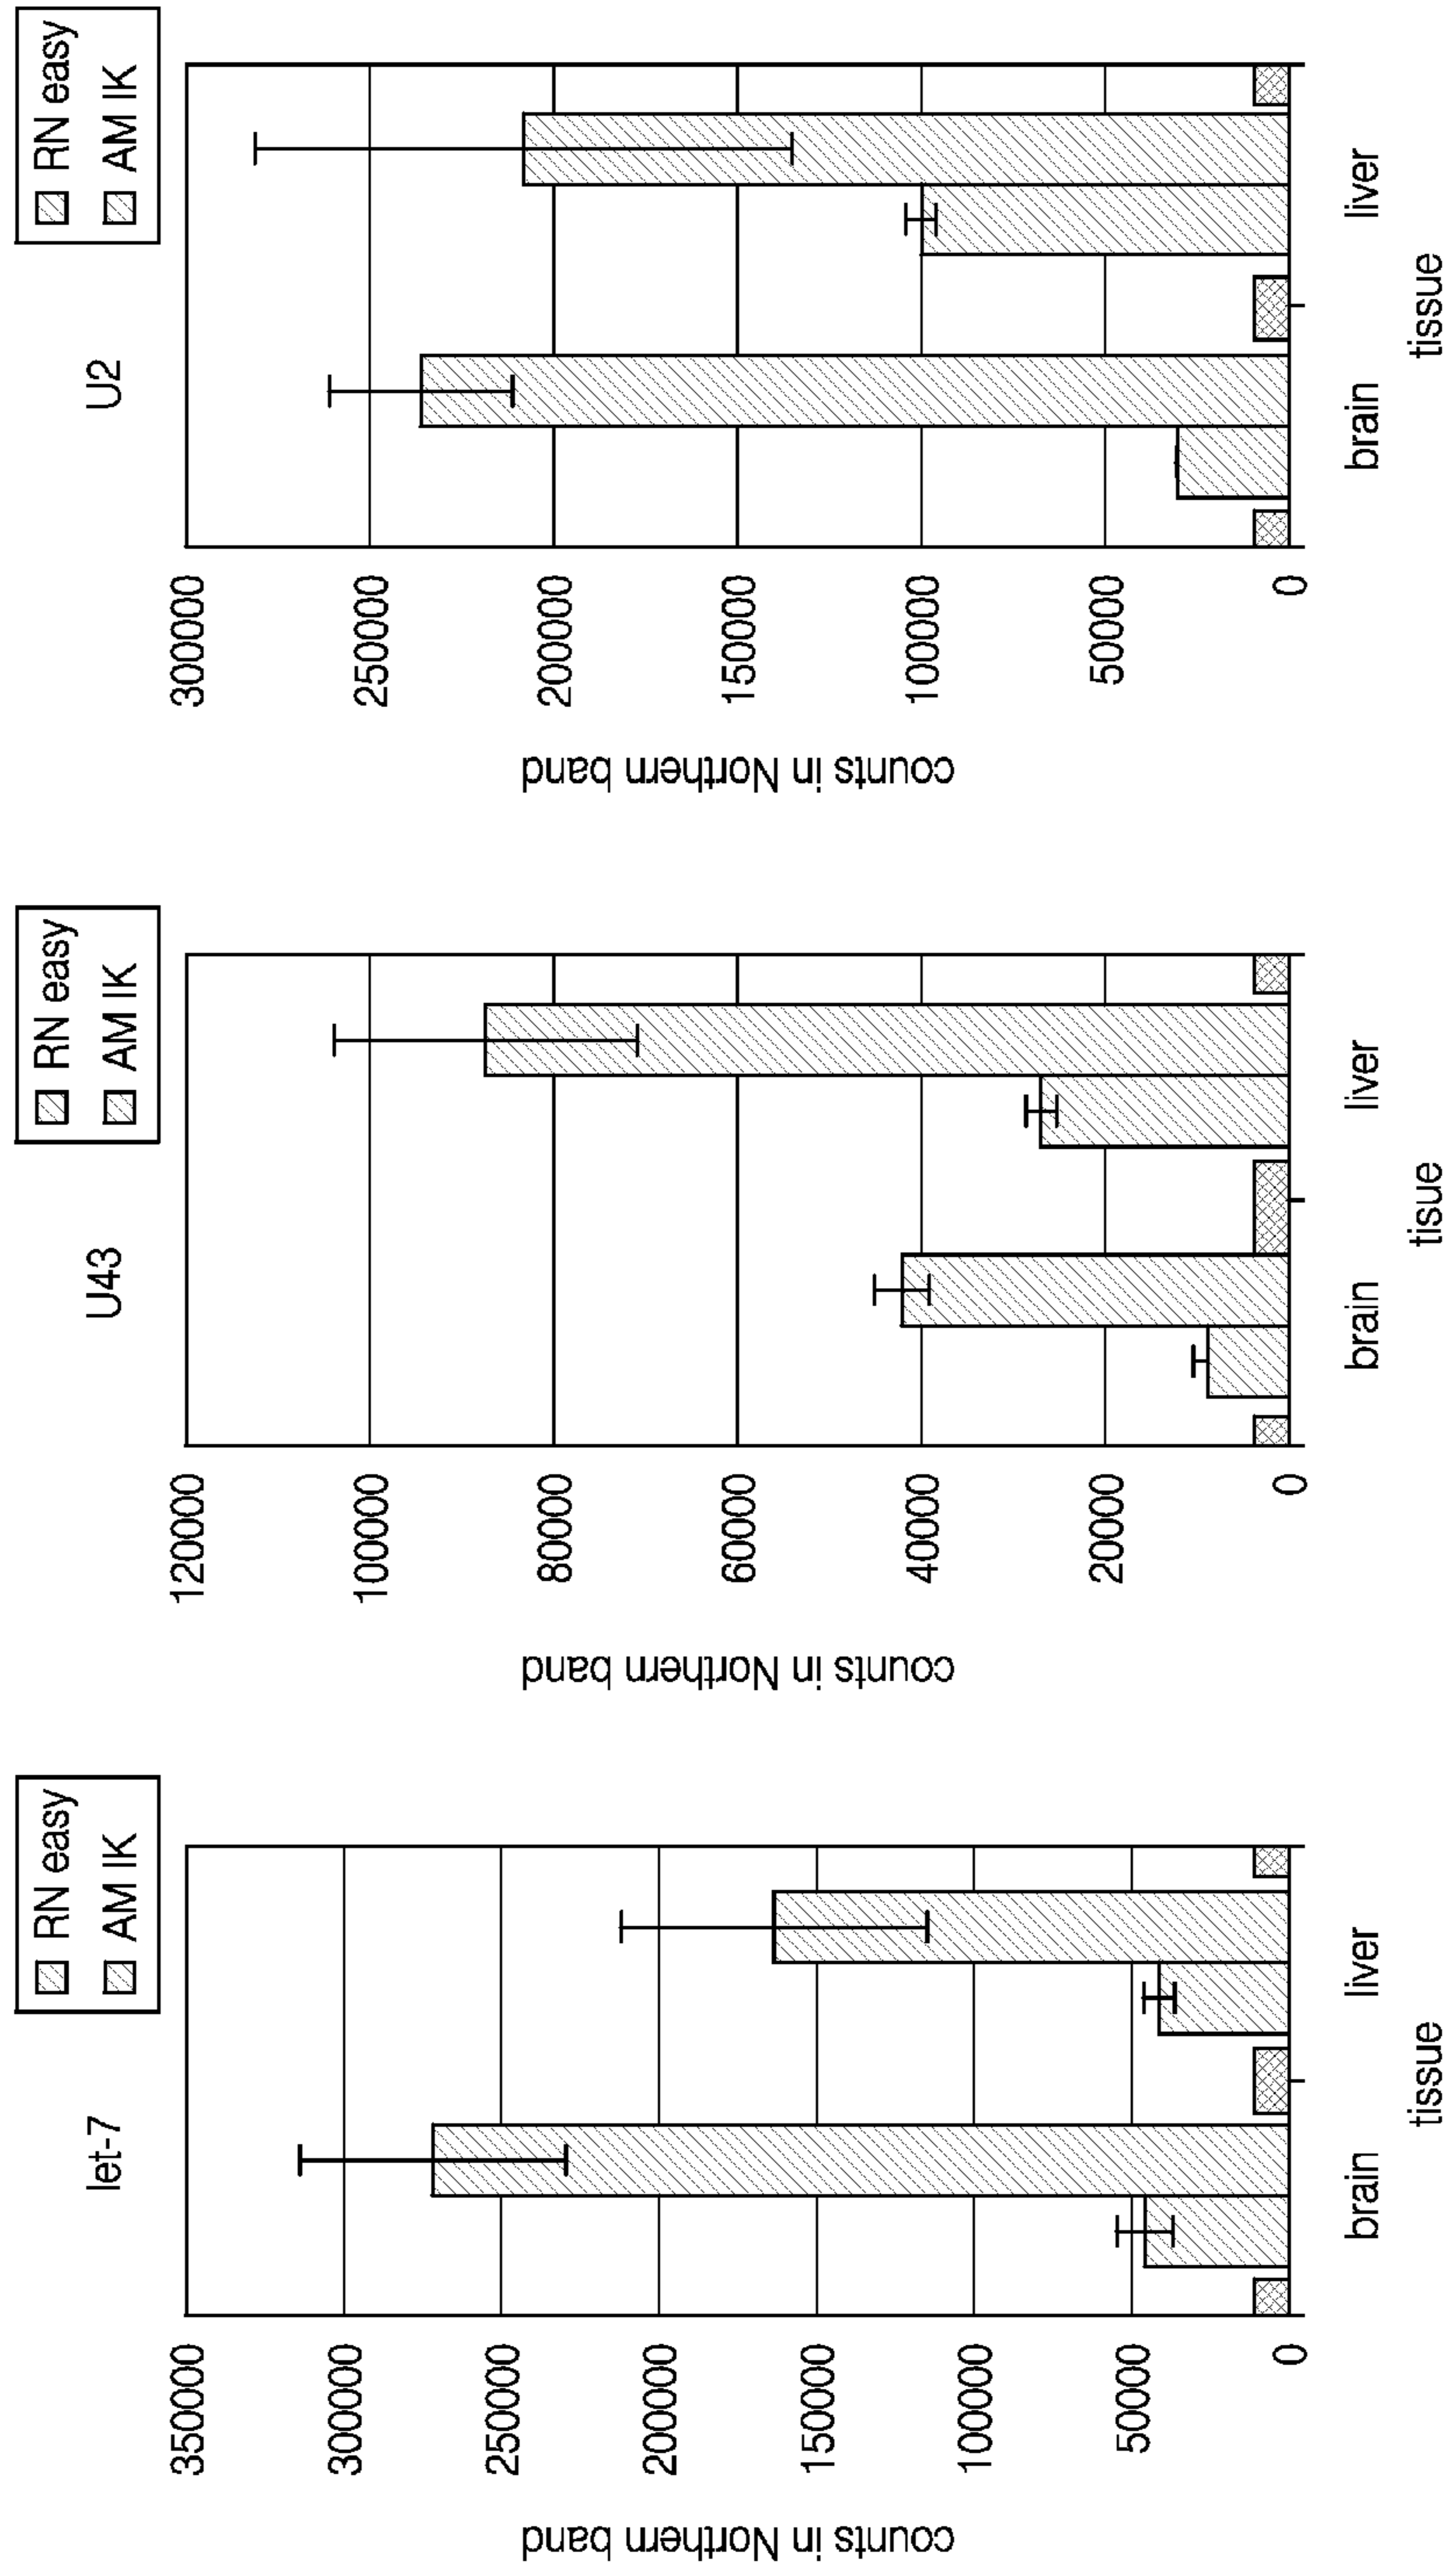 let-7
RN easy
AM IK
counts in Northern band
350000
300000
250000
200000
150000
100000
50000
0
brain
liver
tissue
U43
RN easy
AM IK
counts in Northern band
120000
100000
80000
60000
40000
20000
0
brain
liver
tisue
U2
RN easy
AM IK
counts in Northern band
300000
250000
200000
150000
100000
50000
0
brain
liver
tissue